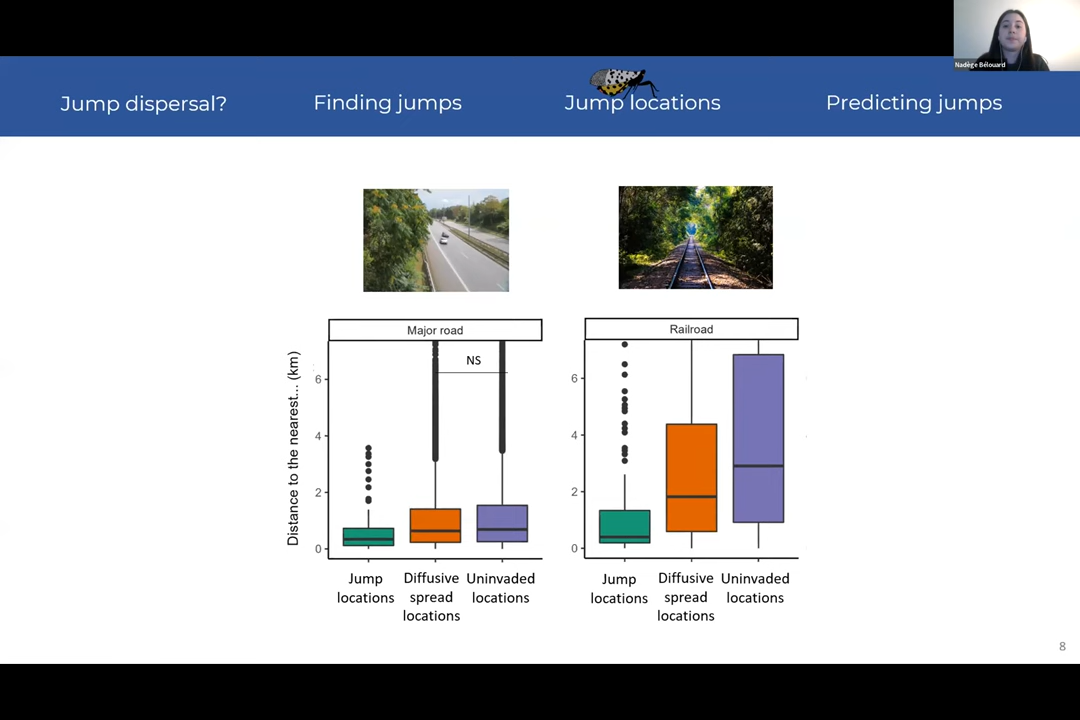 Nadège Bélouard
Jump dispersal?
Finding jumps
Jump locations
Predicting jumps
Major road
Railroad
Distance to the nearest... (km)
NS
6
4
2
0
6
4
2
0
Jump
locations
Diffusive
spread
locations
Uninvaded
locations
Jump
locations
Diffusive
spread
locations
Uninvaded
locations
8